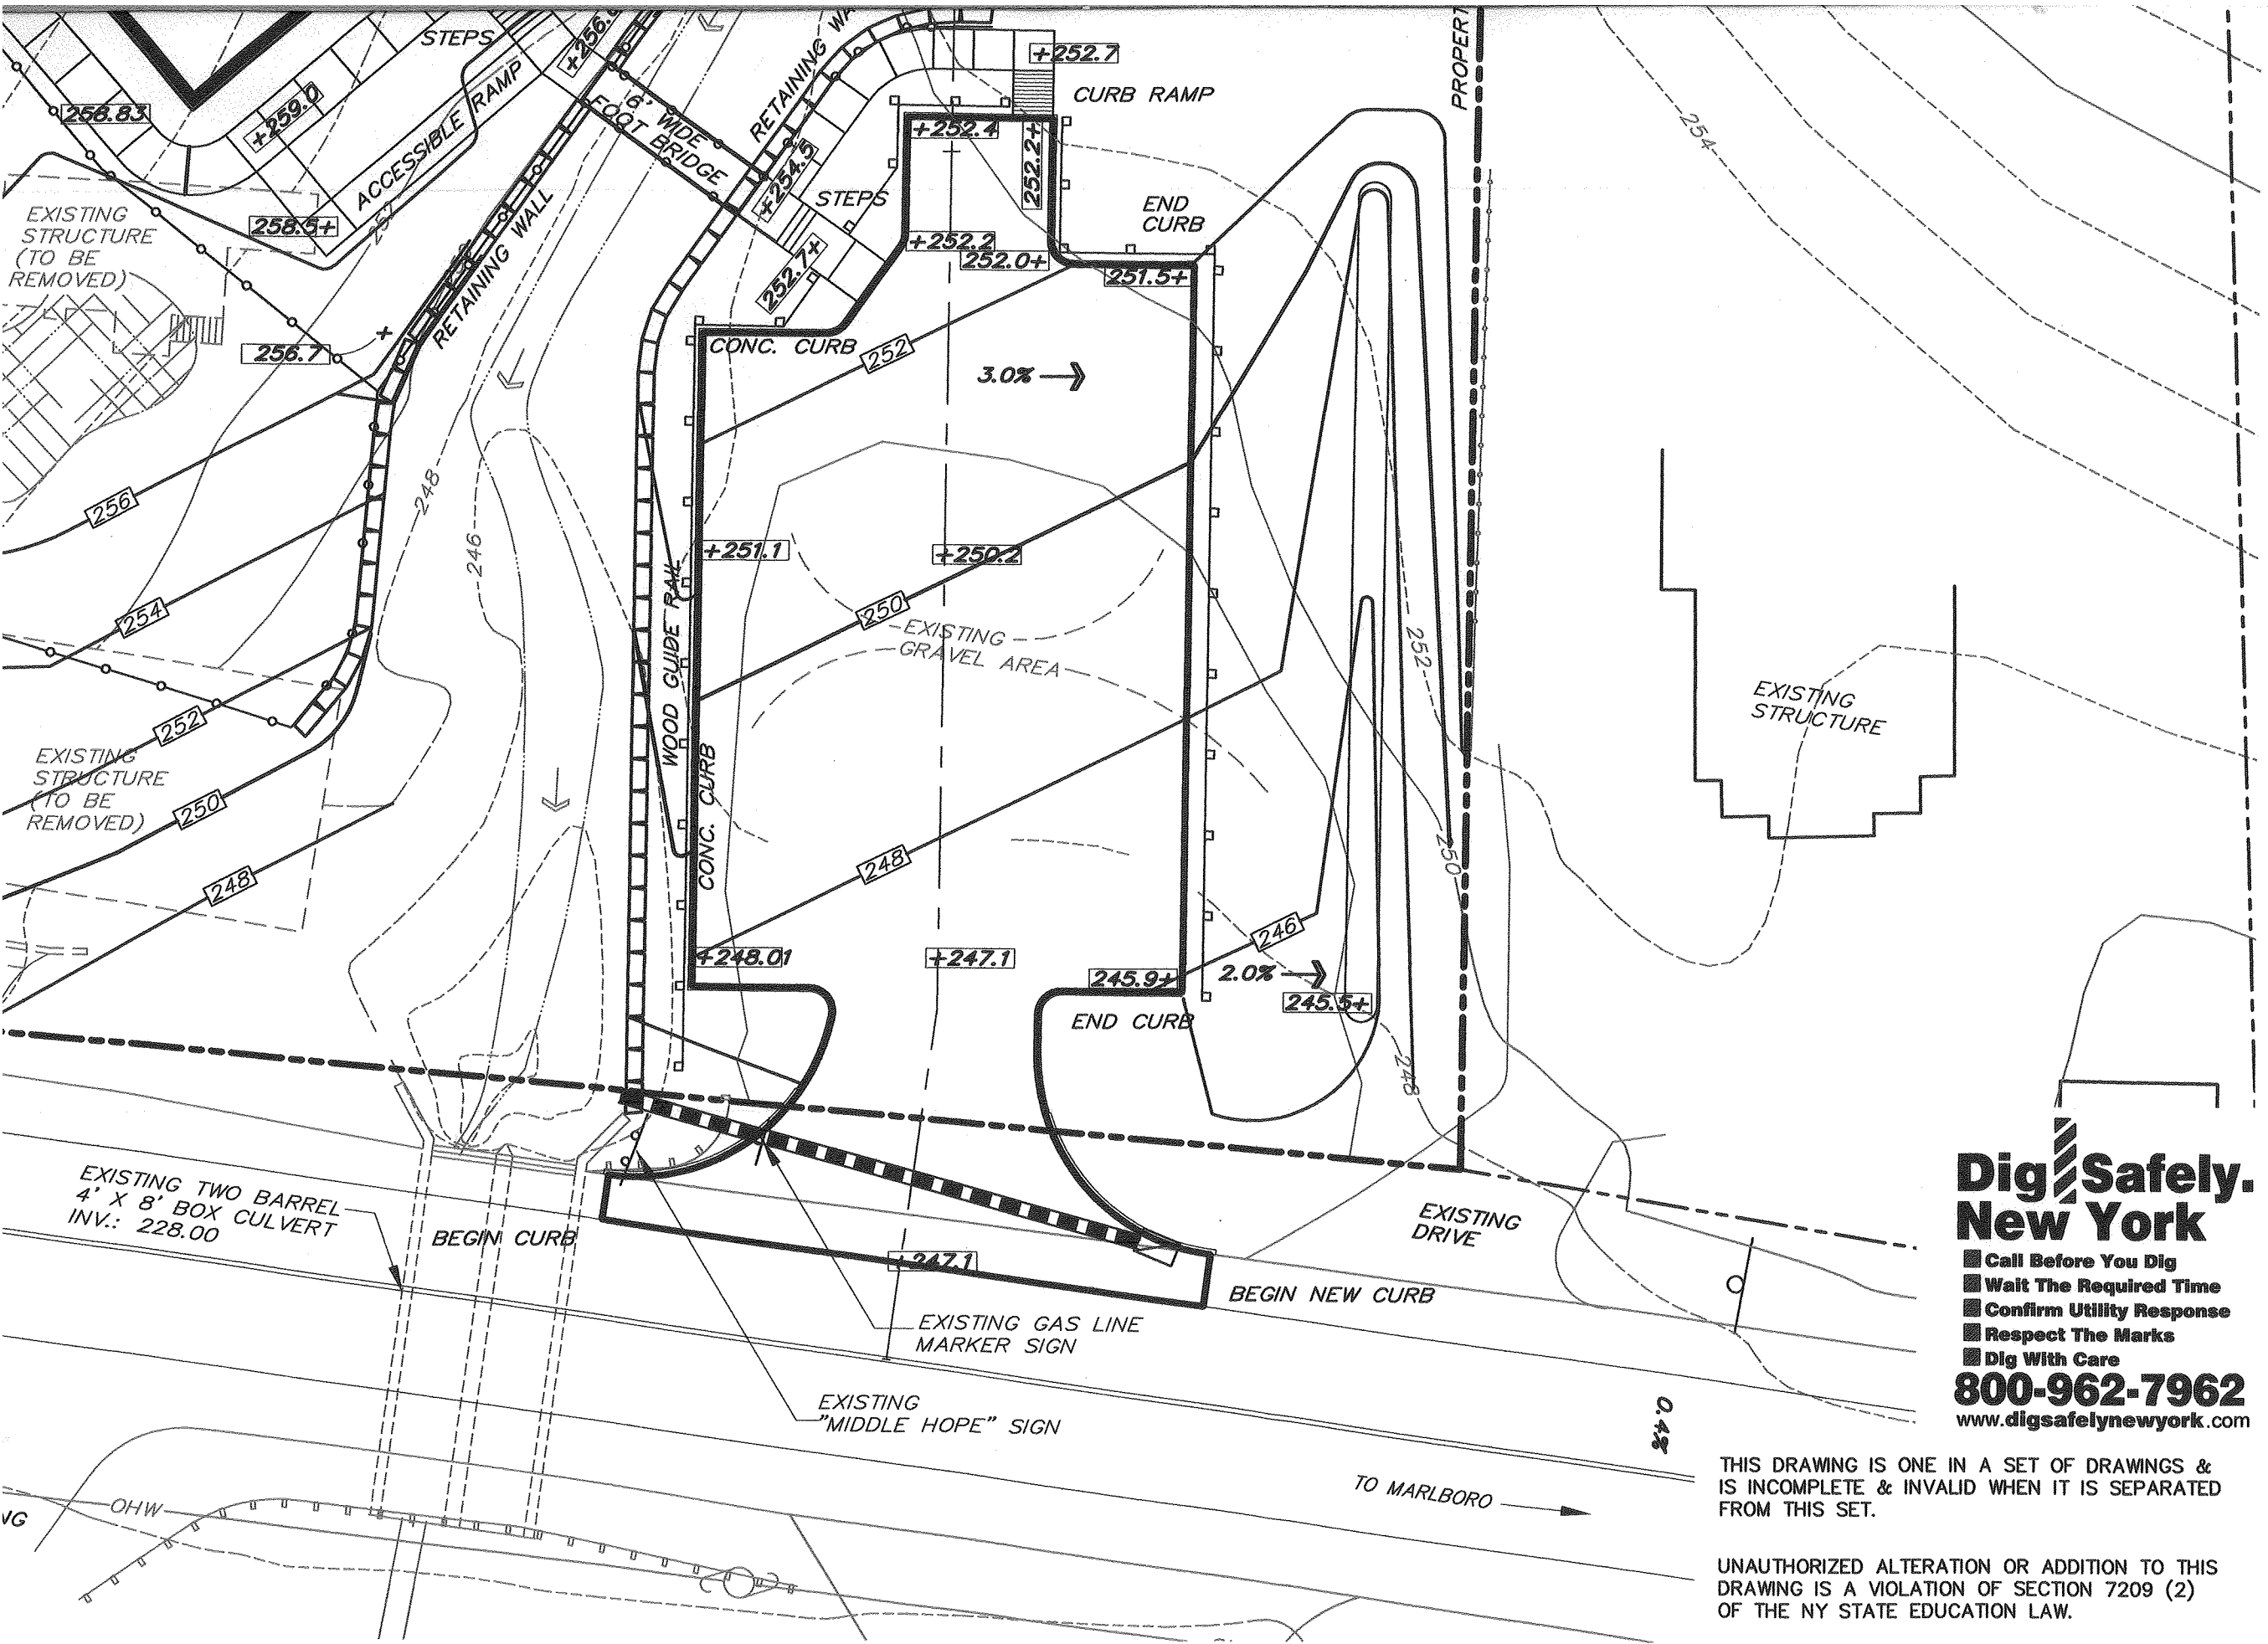 STEPS
+256.
RETAINING WA
+252.7
PROPERT
258.83
+259.0
ACCESSIBLE RAMP
6' WIDE
FOOT BRIDGE
CURB RAMP
+252.4
252.2+
254
EXISTING
STRUCTURE
(TO BE
REMOVED)
258.5+
257
RETAINING WALL
+254.5
STEPS
END
CURB
+252.2
252.0+
251.5+
252.7+
256.7
+
CONC. CURB
252
3.0%
256
248
246
+251.1
+250.2
WOOD GUIDE RAIL
254
250
EXISTING
GRAVEL AREA
252
EXISTING
STRUCTURE
252
EXISTING
STRUCTURE
(TO BE
REMOVED)
250
CONC. CURB
248
248
250
246
+248.01
+247.1
245.9+
2.0%
245.5+
END CURB
248
EXISTING TWO BARREL
4' X 8' BOX CULVERT
INV.: 228.00
BEGIN CURB
+247.1
EXISTING
DRIVE
BEGIN NEW CURB
EXISTING GAS LINE
MARKER SIGN
EXISTING
"MIDDLE HOPE" SIGN
0.4%
TO MARLBORO
OHW
NG
Dig Safely.
New York
Call Before You Dig
Wait The Required Time
Confirm Utility Response
Respect The Marks
Dig With Care
800-962-7962
www.digsafelynewyork.com
THIS DRAWING IS ONE IN A SET OF DRAWINGS &
IS INCOMPLETE & INVALID WHEN IT IS SEPARATED
FROM THIS SET.
UNAUTHORIZED ALTERATION OR ADDITION TO THIS
DRAWING IS A VIOLATION OF SECTION 7209 (2)
OF THE NY STATE EDUCATION LAW.